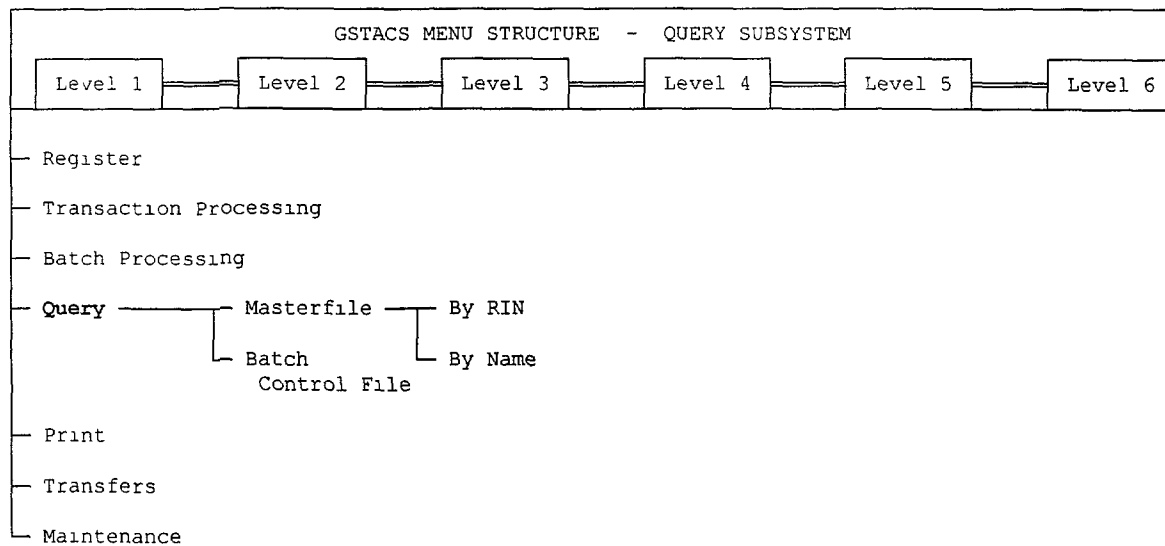 GSTACS MENU STRUCTURE - QUERY SUBSYSTEM
Level 1 Level 2 Level 3 Level 4 Level 5 Level 6
Register
Transaction Processing
Batch Processing
Query Masterfile By RIN
Batch By Name
Control File
Print
Transfers
Maintenance